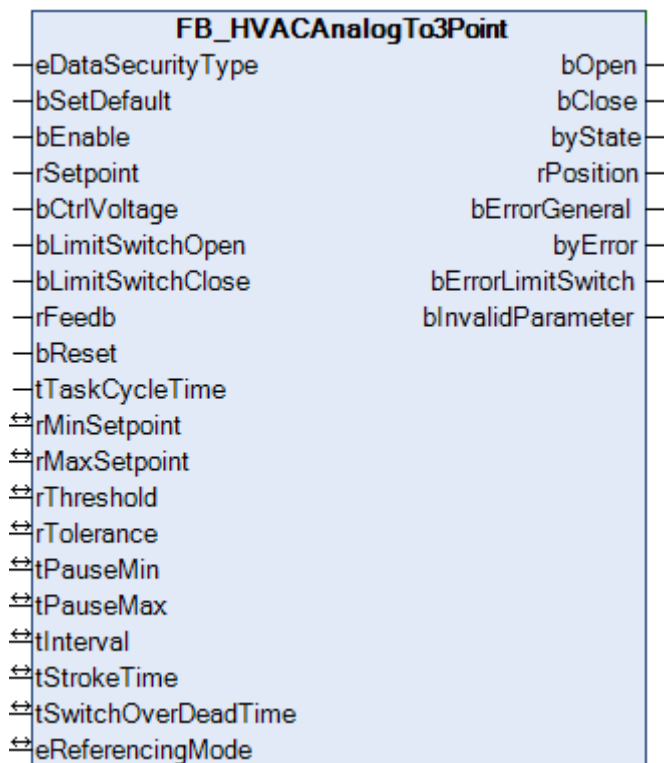 FB_HVACAnalogTo3Point
eDataSecurityType bOpen
bSetDefault bClose
bEnable byState
rSetpoint rPosition
bCtrlVoltage bErrorGeneral
bLimitSwitchOpen byError
bLimitSwitchClose bErrorLimitSwitch
rFeedb bInvalidParameter
bReset
tTaskCycleTime
rMinSetpoint
rMaxSetpoint
rThreshold
rTolerance
tPauseMin
tPauseMax
tInterval
tStrokeTime
tSwitchOverDeadTime
eReferencingMode